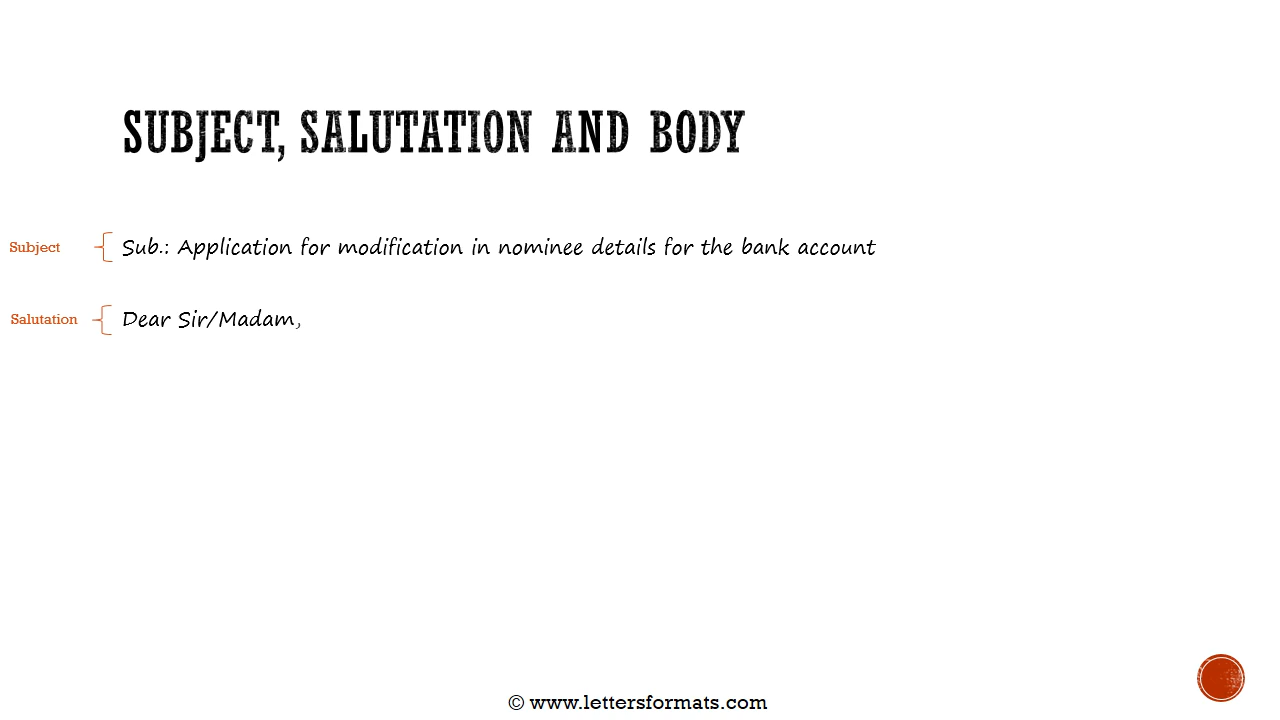 SUBJECT, SALUTATION AND BODY
Subject Sub.: Application for modification in nominee details for the bank account
Salutation Dear Sir/Madam,
© www.lettersformats.com